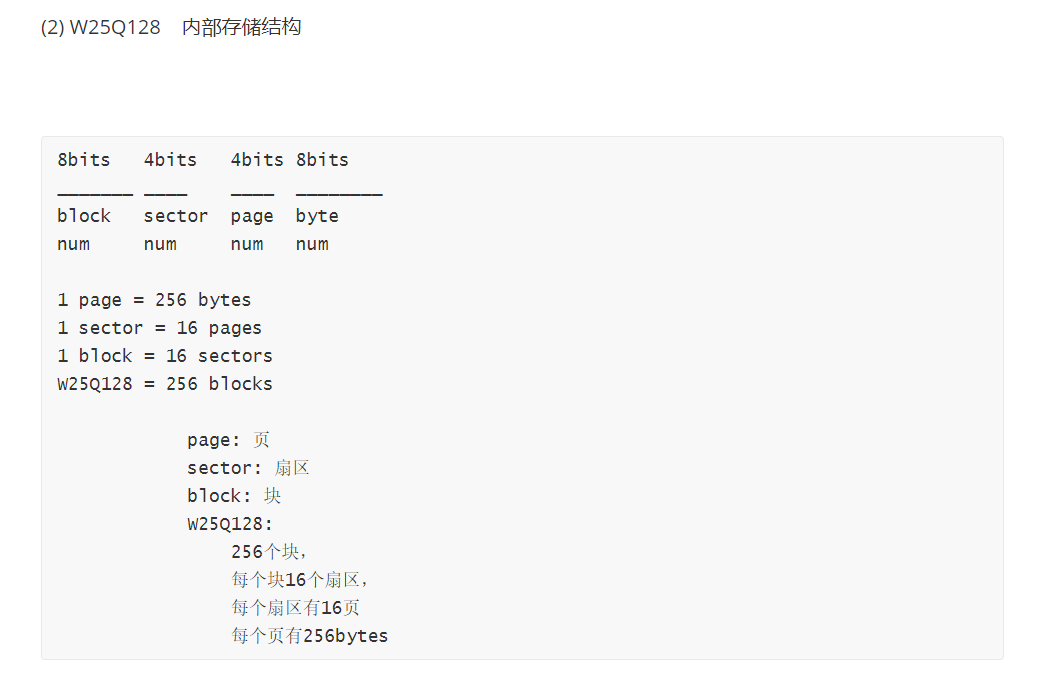 (2) W25Q128 内部存储结构
8bits 4bits 4bits 8bits
_______ ____ ____ ________
block sector page byte
num num num num
1 page = 256 bytes
1 sector = 16 pages
1 block = 16 sectors
W25Q128 = 256 blocks
page: 页
sector: 扇区
block: 块
W25Q128:
256个块，
每个块16个扇区，
每个扇区有16页
每个页有256bytes